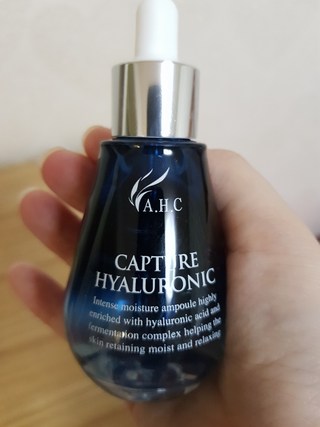 A.H.C
CAPTURE
HYALURONIC
Intense moisture ampoule highly
enriched with hyaluronic acid and
fermentation complex helping the
skin retaining moist and relaxing